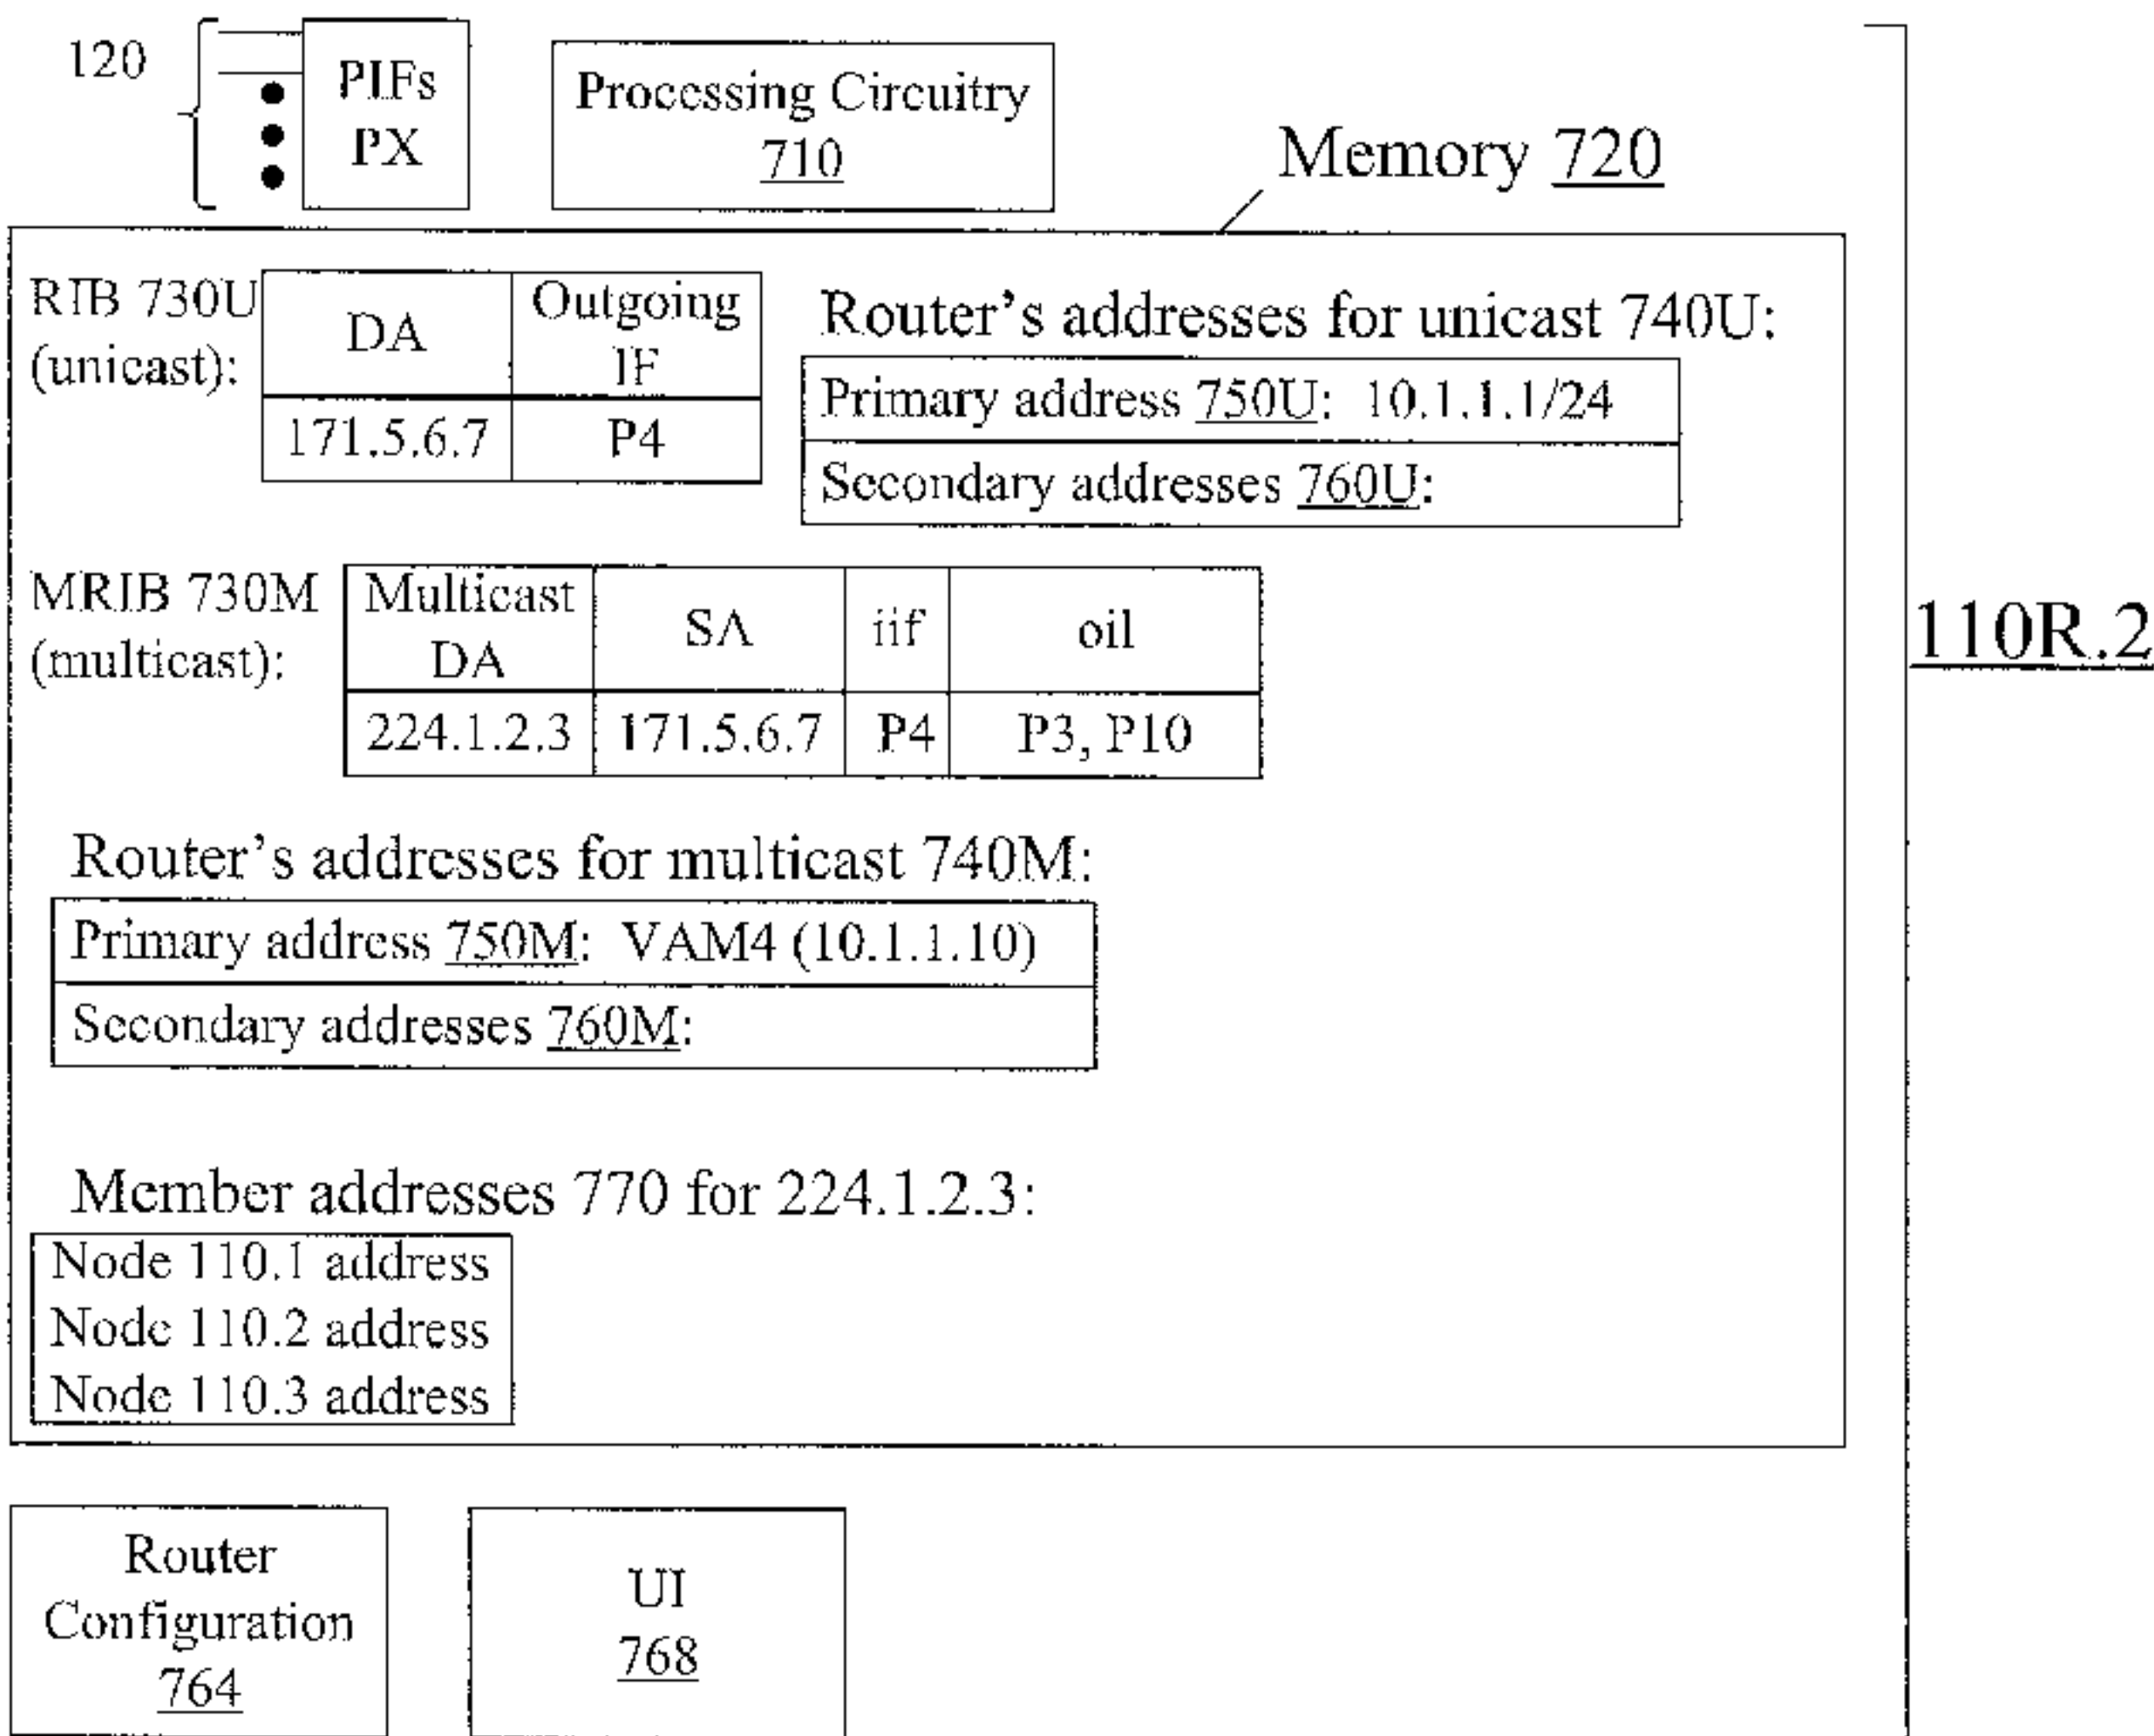 120
PIFs
PX
Processing Circuitry
710
Memory 720
RIB 730U
(unicast):
DA
Outgoing
IF
171.5.6.7
P4
Router's addresses for unicast 740U:
Primary address 750U: 10.1.1.1/24
Secondary addresses 760U:
MRIB 730M
(multicast):
Multicast
DA
SA
iif
oil
224.1.2.3
171.5.6.7
P4
P3, P10
110R.2
Router's addresses for multicast 740M:
Primary address 750M: VAM4 (10.1.1.10)
Secondary addresses 760M:
Member addresses 770 for 224.1.2.3:
Node 110.1 address
Node 110.2 address
Node 110.3 address
Router
Configuration
764
UI
768